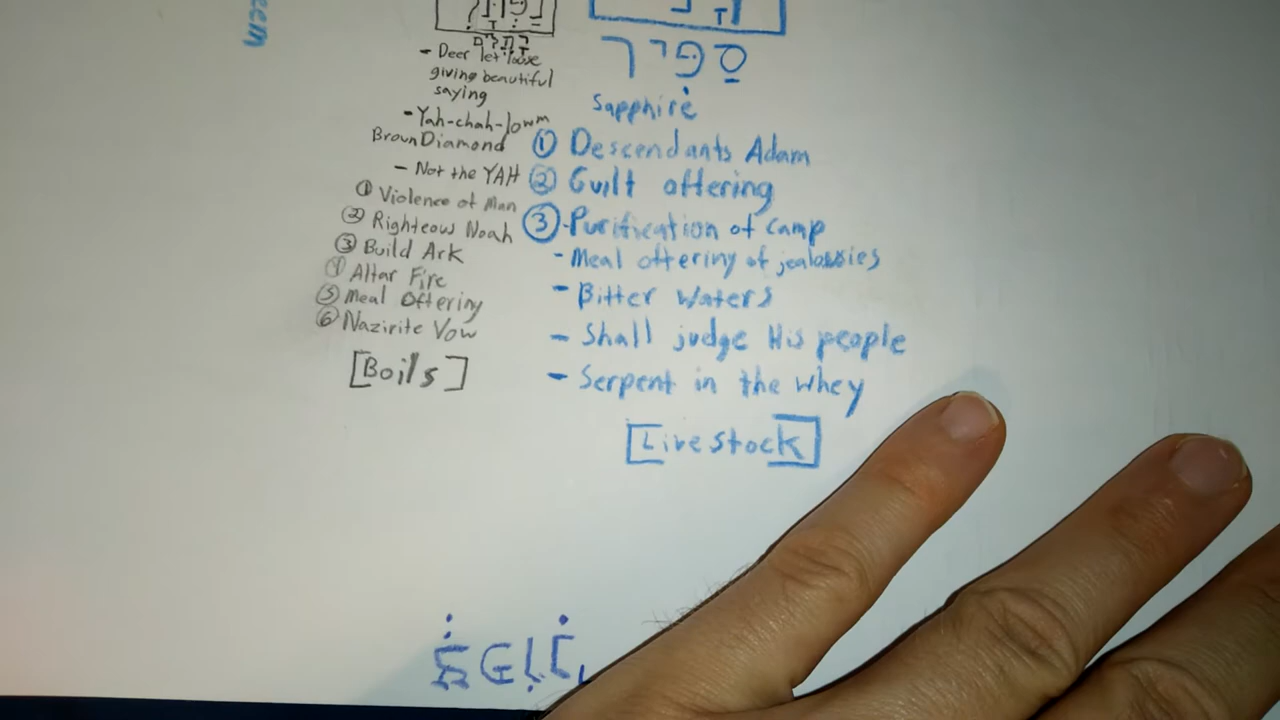 - Deer let loose
giving beautiful
saying
- Yah-chah-lowm
Brown Diamond
- Not the YAH
① Violence of Man
② Righteous Noah
③ Build Ark
④ Altar Fire
⑤ Meal Offering
⑥ Nazirite Vow
[Boils]
סַפִּיר
Sapphire
① Descendants Adam
② Guilt offering
③ - Purification of camp
- Meal offering of jealousies
- Bitter Waters
- Shall judge His people
- Serpent in the Whey
[Livestock]